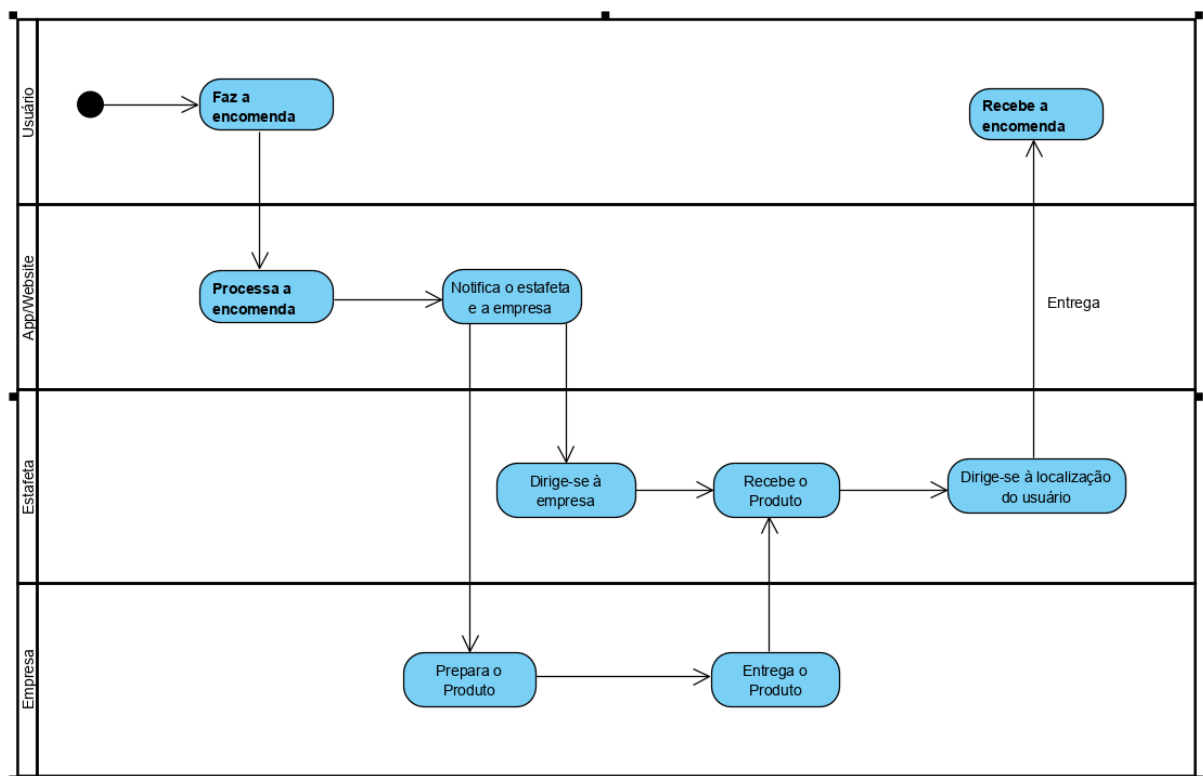 Usuário
Faz a
encomenda
Recebe a
encomenda
App/Website
Processa a
encomenda
Notifica o estafeta
e a empresa
Entrega
Estafeta
Dirige-se à
empresa
Recebe o
Produto
Dirige-se à localização
do usuário
Empresa
Prepara o
Produto
Entrega o
Produto